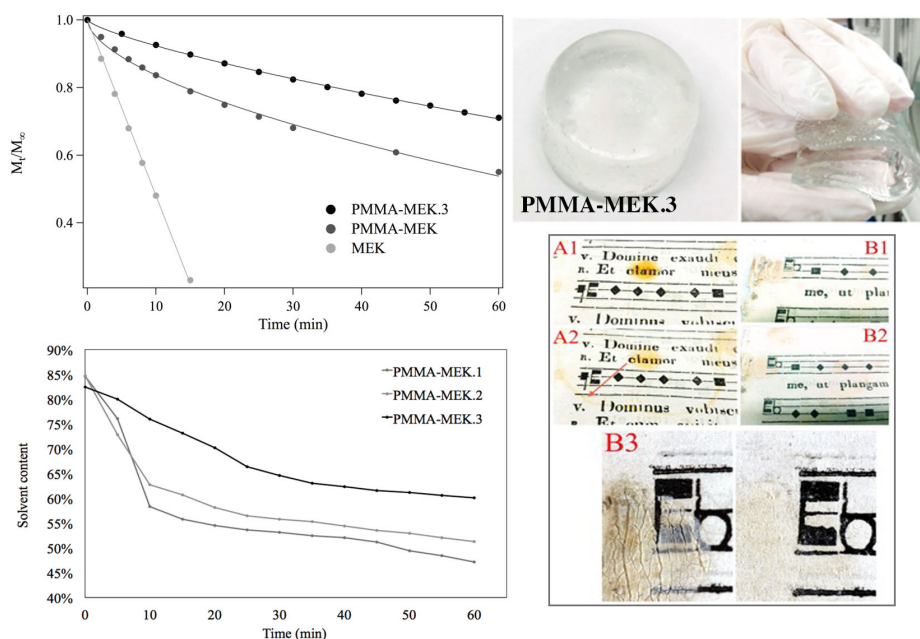 1.0
0.8
0.6
0.4
Mt/M∞
PMMA-MEK.3
PMMA-MEK
MEK
0 10 20 30 40 50 60
Time (min)
PMMA-MEK.3
90%
85%
80%
75%
70%
65%
60%
55%
50%
45%
40%
Solvent content
PMMA-MEK.1
PMMA-MEK.2
PMMA-MEK.3
0 10 20 30 40 50 60
Time (min)
A1
v. Domine exaudi
R. Et clamor meus
v. Dominus vobisc
B1
me, ut plan
A2
v. Domine exaudi
R. Et clamor meus
v. Dominus vobisc
B2
me, ut plangam
B3